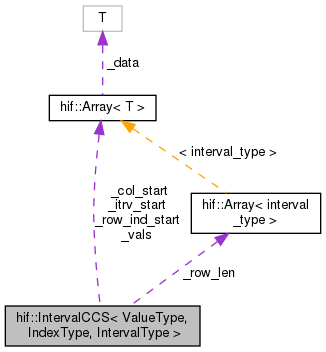 T
_data
hif::Array< T >
< interval_type >
_col_start
_itrv_start
_row_ind_start
_vals
hif::Array< interval
_type >
_row_len
hif::IntervalCCS< ValueType,
IndexType, IntervalType >